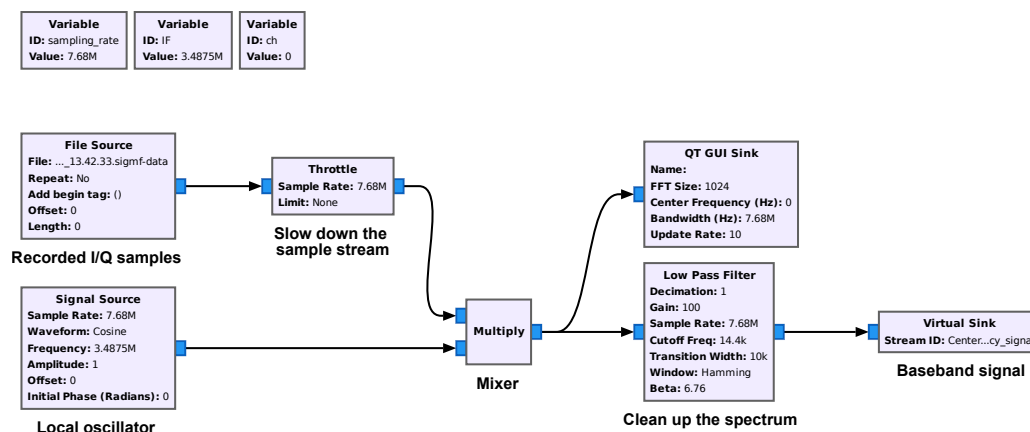 Variable
ID: sampling_rate
Value: 7.68M
Variable
ID: IF
Value: 3.4875M
Variable
ID: ch
Value: 0
File Source
File: ..._13.42.33.sigmf-data
Repeat: No
Add begin tag: ()
Offset: 0
Length: 0
Recorded I/Q samples
Throttle
Sample Rate: 7.68M
Limit: None
Slow down the
sample stream
Signal Source
Sample Rate: 7.68M
Waveform: Cosine
Frequency: 3.4875M
Amplitude: 1
Offset: 0
Initial Phase (Radians): 0
Local oscillator
Multiply
Mixer
QT GUI Sink
Name:
FFT Size: 1024
Center Frequency (Hz): 0
Bandwidth (Hz): 7.68M
Update Rate: 10
Low Pass Filter
Decimation: 1
Gain: 100
Sample Rate: 7.68M
Cutoff Freq: 14.4k
Transition Width: 10k
Window: Hamming
Beta: 6.76
Clean up the spectrum
Virtual Sink
Stream ID: Center...cy_signa
Baseband signal